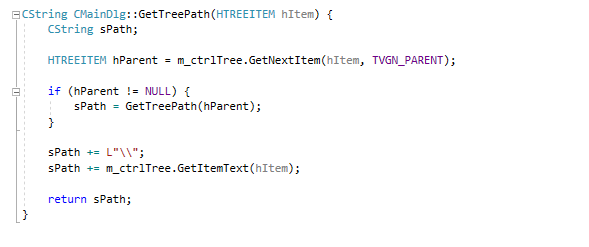 CString CMainDlg::GetTreePath(HTREEITEM hItem) {
    CString sPath;

    HTREEITEM hParent = m_ctrlTree.GetNextItem(hItem, TVGN_PARENT);

    if (hParent != NULL) {
        sPath = GetTreePath(hParent);
    }

    sPath += L"\\";
    sPath += m_ctrlTree.GetItemText(hItem);

    return sPath;
}